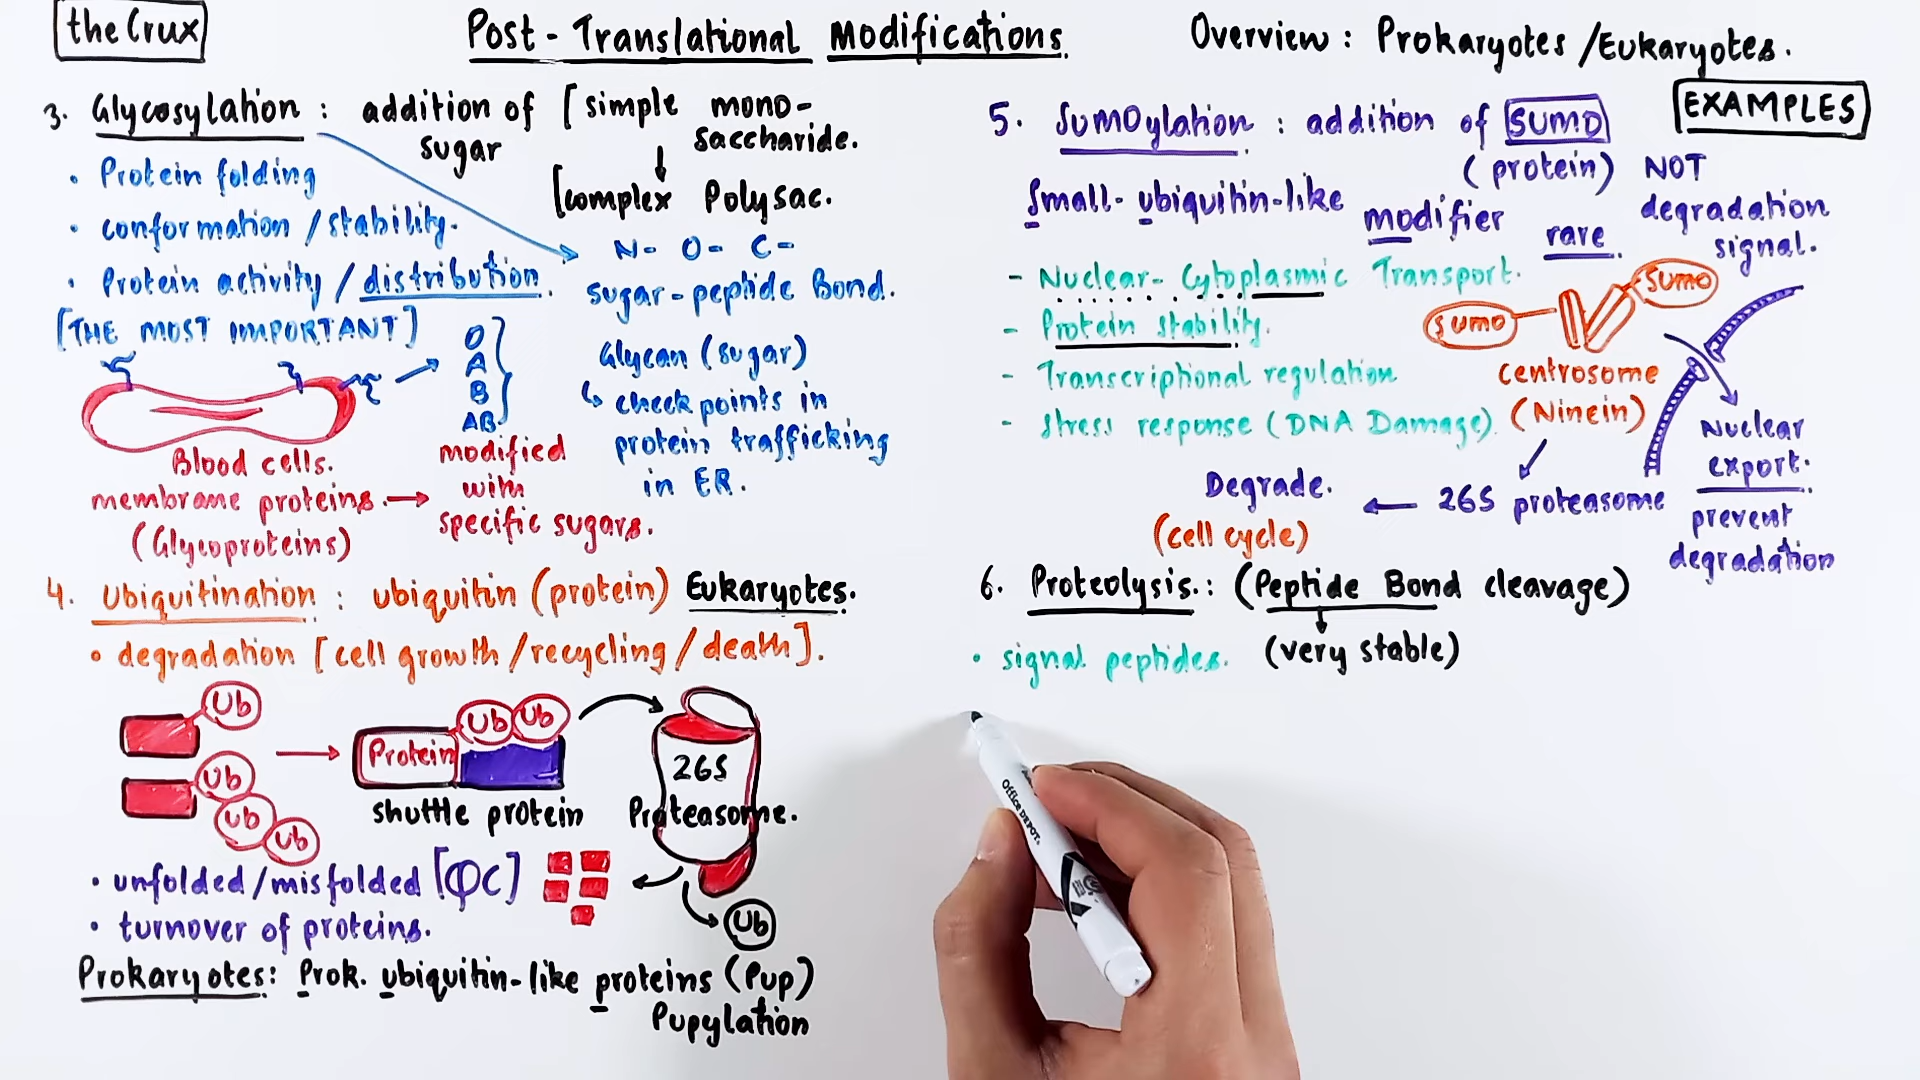 the Crux
Post - Translational Modifications
Overview : Prokaryotes / Eukaryotes.
EXAMPLES
3. Glycosylation : addition of [ simple mono-
sugar saccharide.
[complex Polysac.
• Protein folding
• conformation / stability.
• Protein activity / distribution.
[THE MOST IMPORTANT]
N- O- C-
sugar-peptide Bond.
Glycan (sugar)
↳ check points in
protein trafficking
in ER.
O
A
B
AB
Blood cells.
membrane proteins. →
(Glycoproteins)
modified
with
specific sugars.
4. Ubiquitination : ubiquitin (protein) Eukaryotes.
• degradation [cell growth / recycling / death].
Ub
Ub
Ub
Ub
Protein
Ub Ub
shuttle protein
26S
Proteasome.
Ub
• unfolded/misfolded [QC]
• turnover of proteins.
Prokaryotes: Prok. ubiquitin-like proteins (Pup)
Pupylation
5. SUMOylation : addition of SUMO
(protein)
Small-ubiquitin-like
modifier
rare
NOT
degradation
signal.
- Nuclear-Cytoplasmic Transport.
- Protein stability.
- Transcriptional regulation
- stress response (DNA Damage).
SUMO
SUMO
centrosome
(Ninein)
26S proteasome
Degrade.
(cell cycle)
Nuclear
export.
prevent
degradation
6. Proteolysis.: (Peptide Bond cleavage)
(very stable)
• signal peptides.
Office DEPOT.